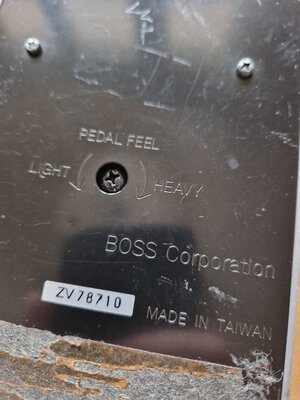 PEDAL FEEL
LIGHT HEAVY
BOSS Corporation
ZV78710
MADE IN TAIWAN